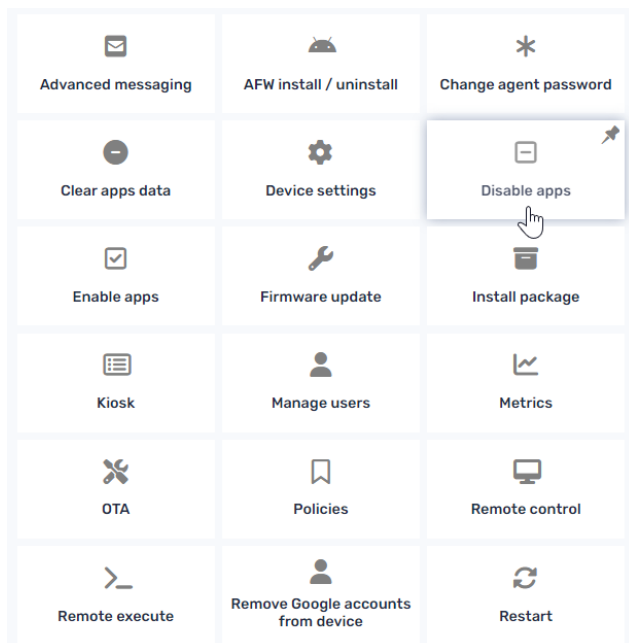 Advanced messaging
AFW install / uninstall
Change agent password
Clear apps data
Device settings
Disable apps
Enable apps
Firmware update
Install package
Kiosk
Manage users
Metrics
OTA
Policies
Remote control
Remote execute
Remove Google accounts
from device
Restart